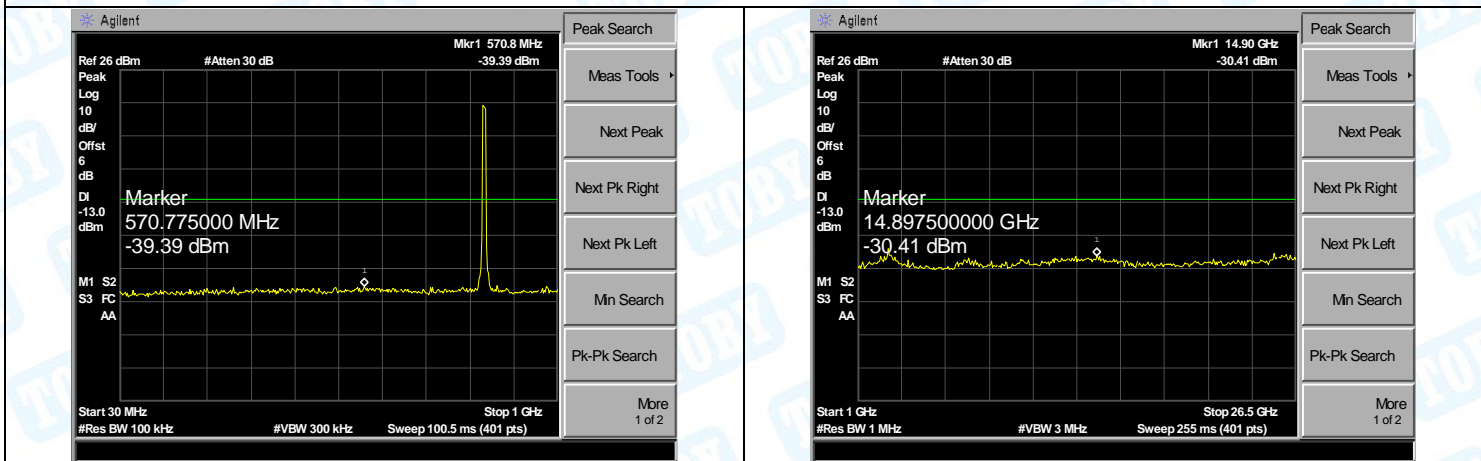 Agilent
Peak Search
Mkr1 570.8 MHz
Ref 26 dBm #Atten 30 dB -39.39 dBm
Peak
Log
10
dB/
Offst
6
dB
DI
-13.0
dBm
Marker
570.775000 MHz
-39.39 dBm
1
M1 S2
S3 FC
AA
Start 30 MHz Stop 1 GHz
#Res BW 100 kHz #VBW 300 kHz Sweep 100.5 ms (401 pts)
Meas Tools
Next Peak
Next Pk Right
Next Pk Left
Min Search
Pk-Pk Search
More
1 of 2
Agilent
Peak Search
Mkr1 14.90 GHz
Ref 26 dBm #Atten 30 dB -30.41 dBm
Peak
Log
10
dB/
Offst
6
dB
DI
-13.0
dBm
Marker
14.897500000 GHz
-30.41 dBm
1
M1 S2
S3 FC
AA
Start 1 GHz Stop 26.5 GHz
#Res BW 1 MHz #VBW 3 MHz Sweep 255 ms (401 pts)
Meas Tools
Next Peak
Next Pk Right
Next Pk Left
Min Search
Pk-Pk Search
More
1 of 2
TOBY